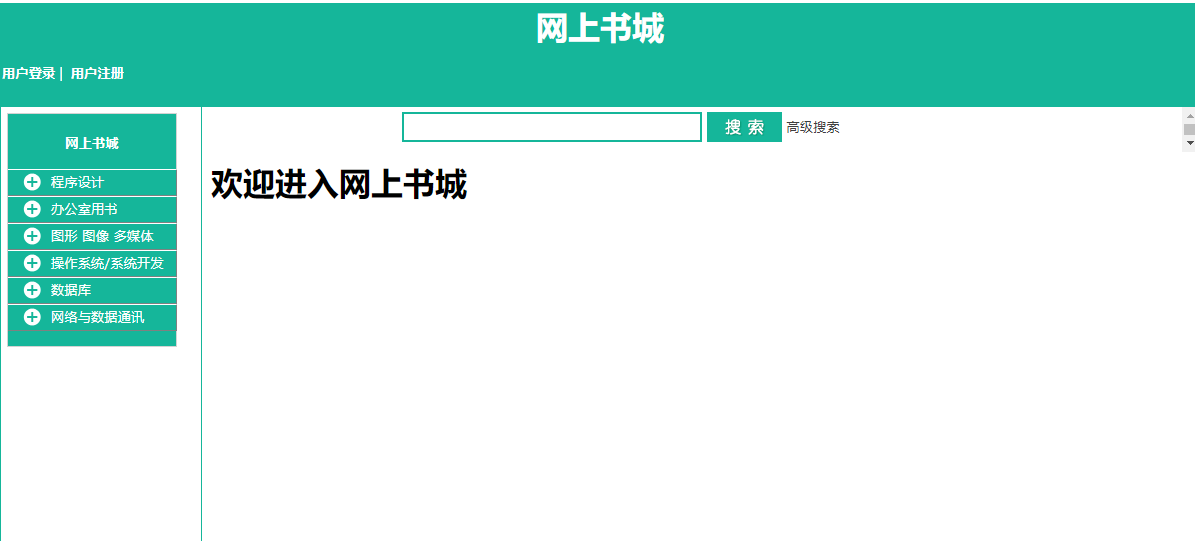 网上书城
用户登录 | 用户注册
网上书城
程序设计
办公室用书
图形 图像 多媒体
操作系统/系统开发
数据库
网络与数据通讯
搜 索 高级搜索
欢迎进入网上书城